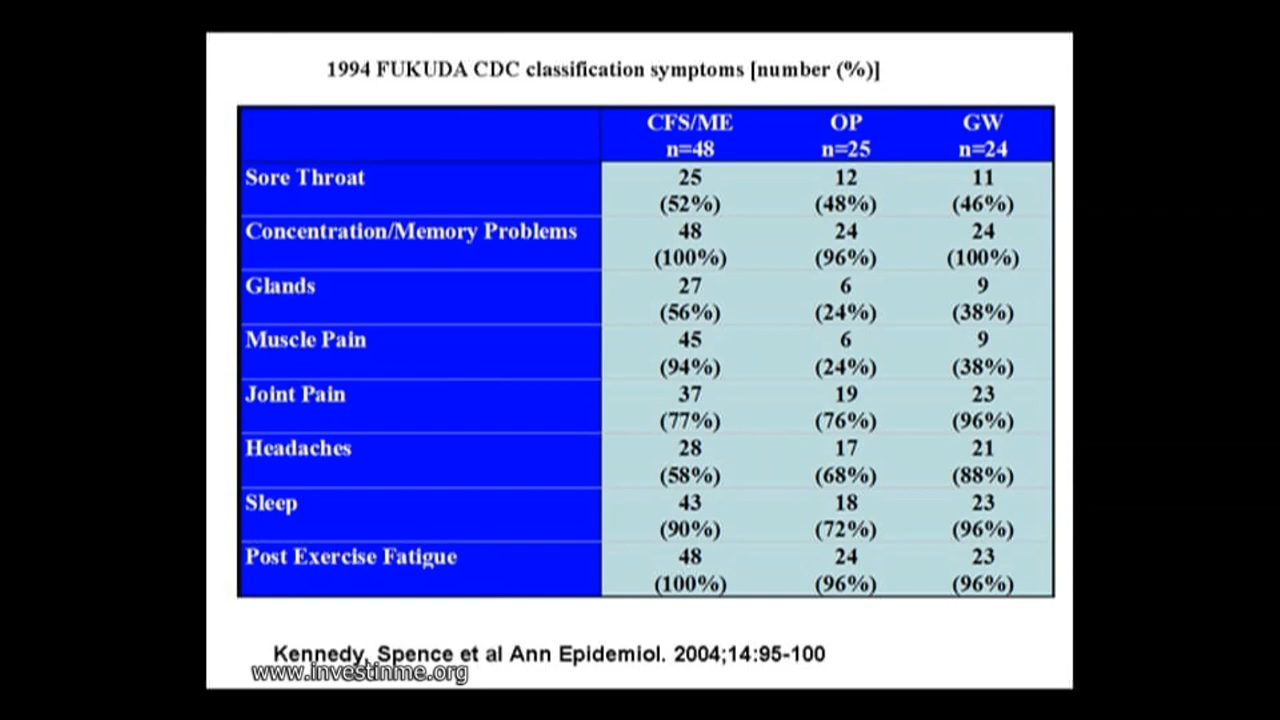 1994 FUKUDA CDC classification symptoms [number (%)]
CFS/ME OP GW
n=48 n=25 n=24
Sore Throat 25 12 11
(52%) (48%) (46%)
Concentration/Memory Problems 48 24 24
(100%) (96%) (100%)
Glands 27 6 9
(56%) (24%) (38%)
Muscle Pain 45 6 9
(94%) (24%) (38%)
Joint Pain 37 19 23
(77%) (76%) (96%)
Headaches 28 17 21
(58%) (68%) (88%)
Sleep 43 18 23
(90%) (72%) (96%)
Post Exercise Fatigue 48 24 23
(100%) (96%) (96%)
Kennedy, Spence et al Ann Epidemiol. 2004;14:95-100
www.investinme.org